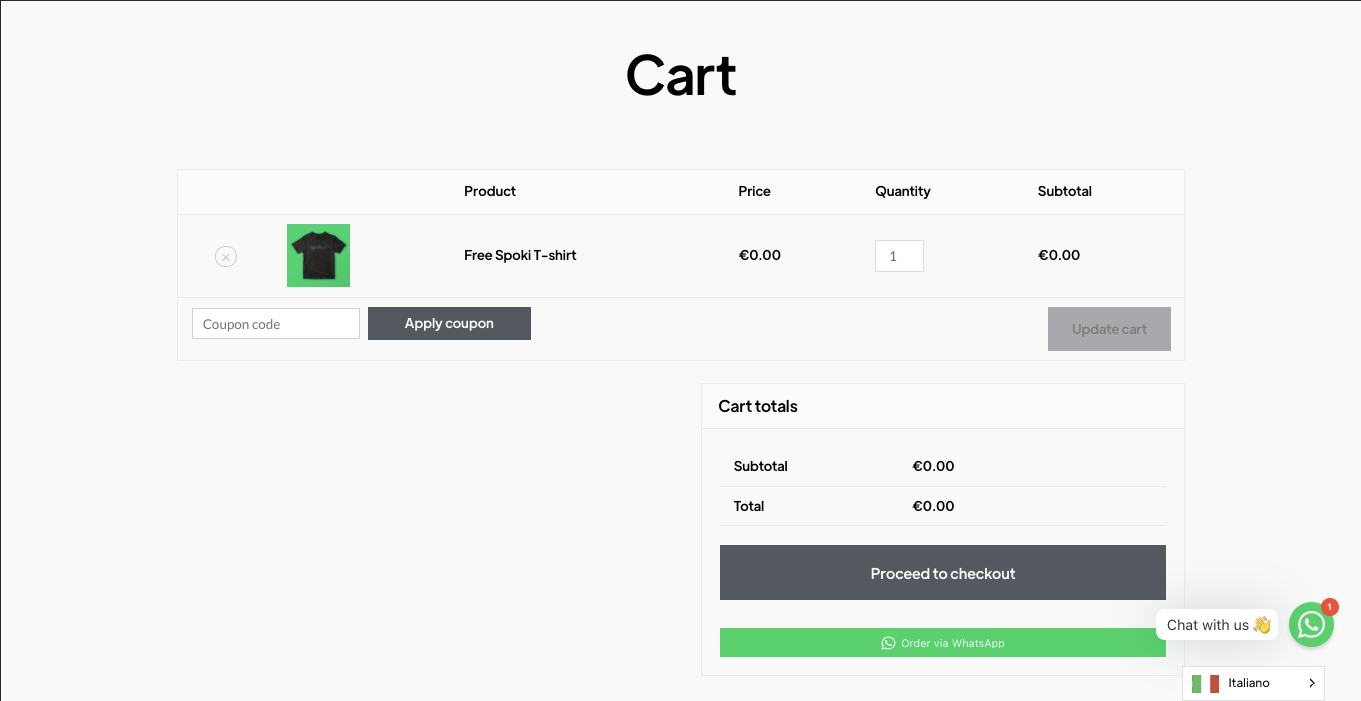 Cart
Product Price Quantity Subtotal
Free Spoki T-shirt €0.00 1 €0.00
Coupon code Apply coupon Update cart
Cart totals
Subtotal €0.00
Total €0.00
Proceed to checkout
1
Chat with us 👋
Order via WhatsApp
Italiano